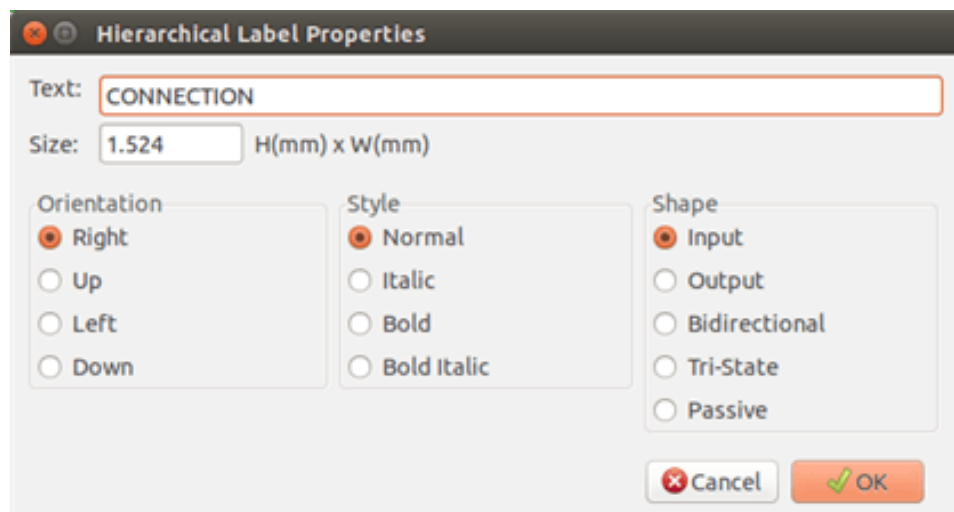 Hierarchical Label Properties
Text: CONNECTION
Size: 1.524 H(mm) x W(mm)
Orientation
Right
Up
Left
Down
Style
Normal
Italic
Bold
Bold Italic
Shape
Input
Output
Bidirectional
Tri-State
Passive
Cancel OK